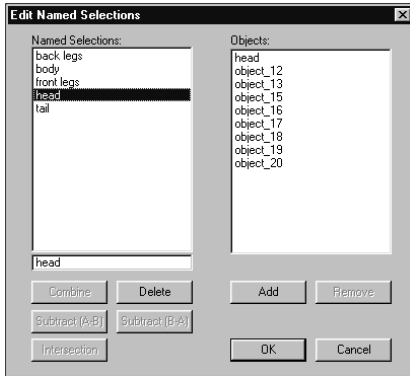 Edit Named Selections
Named Selections:
back legs
body
front legs
head
tail
head
Objects:
head
object_12
object_13
object_15
object_16
object_17
object_18
object_19
object_20
Combine
Delete
Add
Remove
Subtract (A-B)
Subtract (B-A)
Intersection
OK
Cancel